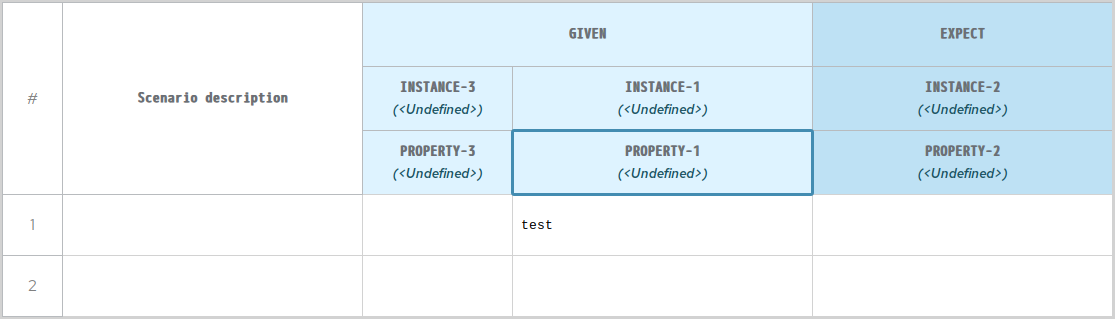 # Scenario description GIVEN EXPECT
INSTANCE-3 INSTANCE-1 INSTANCE-2
(<Undefined>) (<Undefined>) (<Undefined>)
PROPERTY-3 PROPERTY-1 PROPERTY-2
(<Undefined>) (<Undefined>) (<Undefined>)
1 test
2